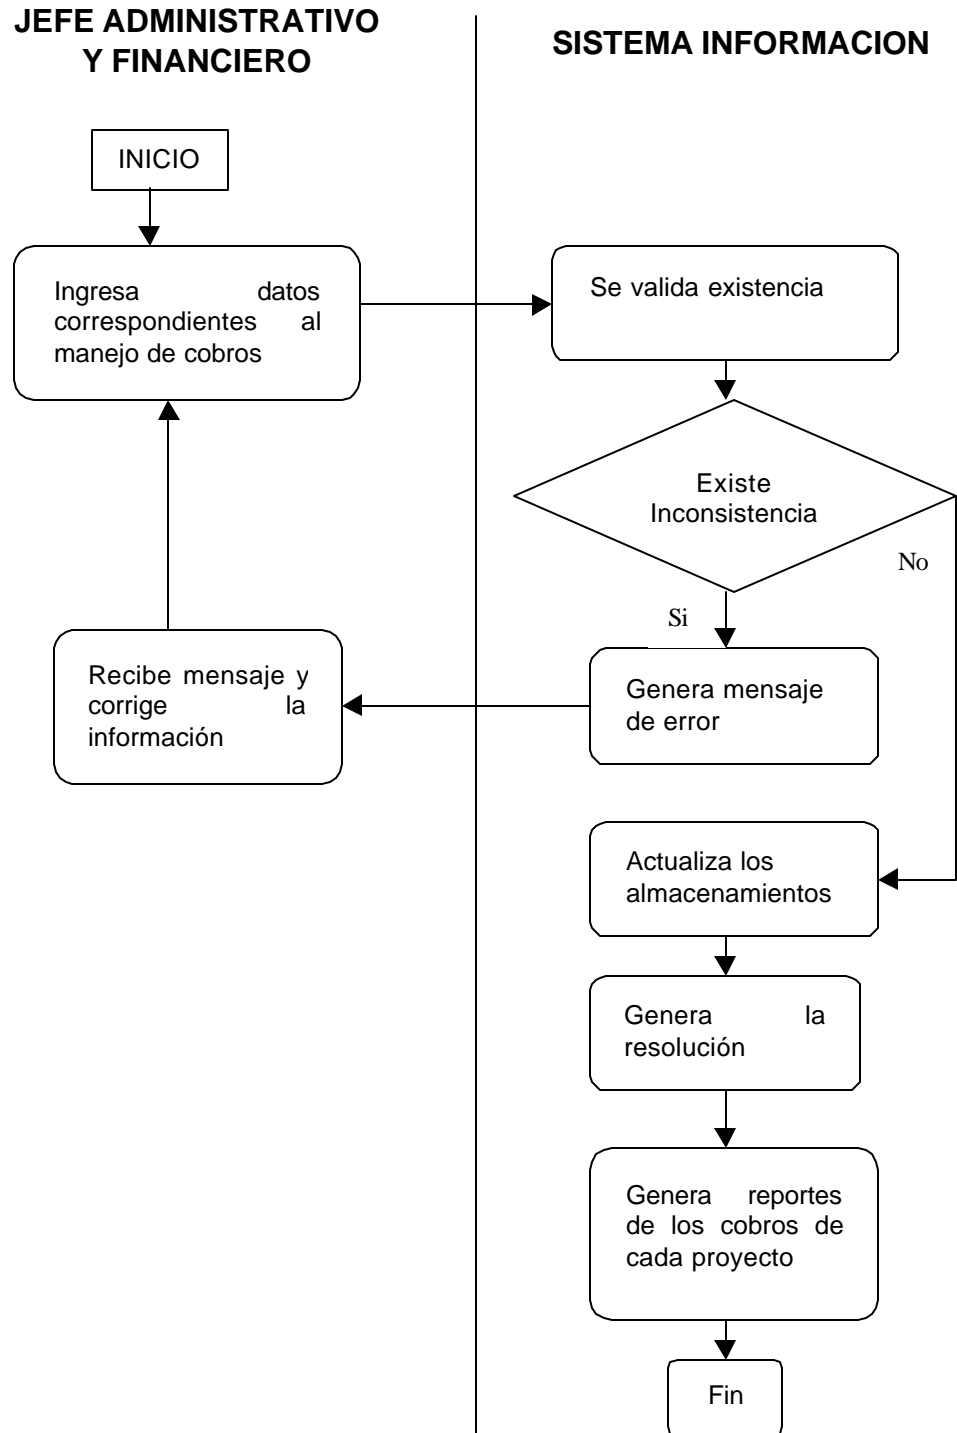 JEFE ADMINISTRATIVO
Y FINANCIERO
SISTEMA INFORMACION
INICIO
Ingresa datos
correspondientes al
manejo de cobros
Se valida existencia
Existe
Inconsistencia
No
Si
Recibe mensaje y
corrige la
información
Genera mensaje
de error
Actualiza los
almacenamientos
Genera la
resolución
Genera reportes
de los cobros de
cada proyecto
Fin